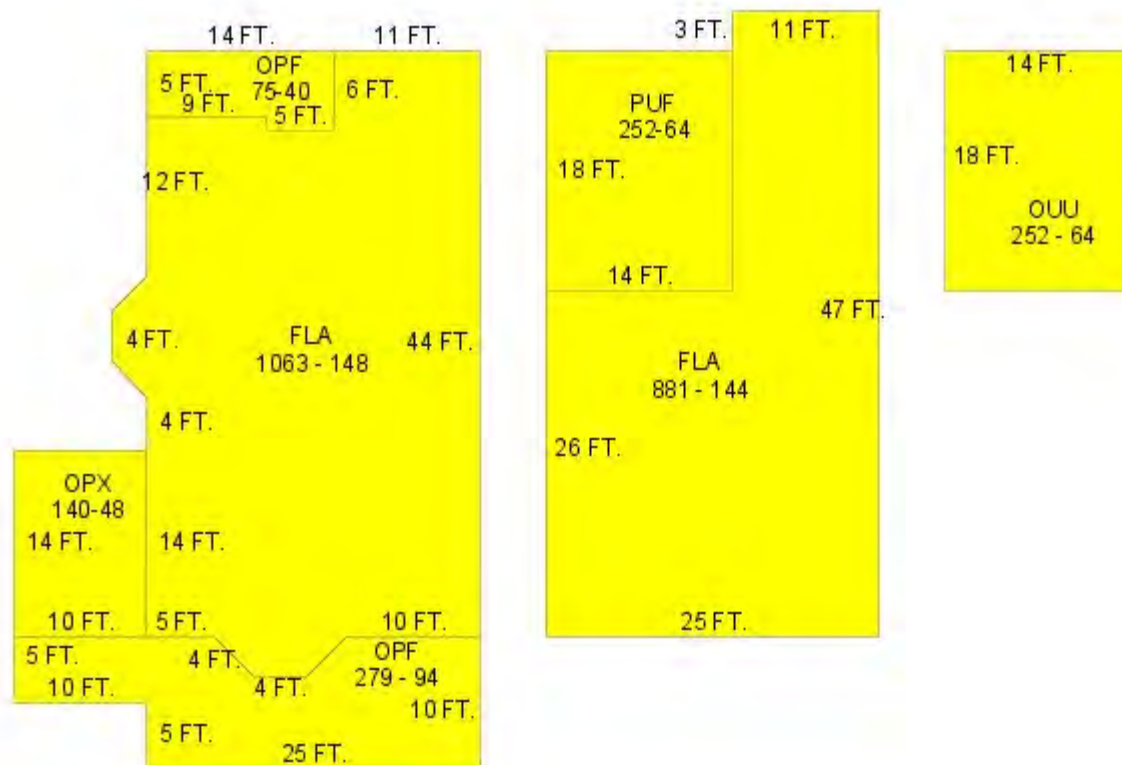 14 FT.
11 FT.
OPF
75-40
5 FT.
9 FT.
5 FT.
6 FT.
12 FT.
4 FT.
FLA
1063 - 148
44 FT.
4 FT.
OPX
140-48
14 FT.
14 FT.
10 FT.
5 FT.
10 FT.
5 FT.
4 FT.
OPF
279 - 94
10 FT.
4 FT.
10 FT.
5 FT.
25 FT.
3 FT.
11 FT.
PUF
252-64
18 FT.
14 FT.
47 FT.
FLA
881 - 144
26 FT.
25 FT.
14 FT.
18 FT.
OUU
252 - 64